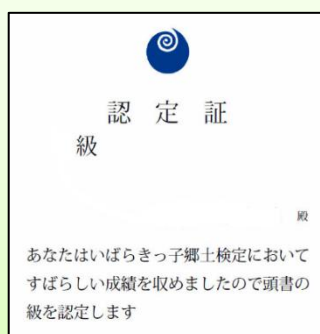 認 定 証
級
殿
あなたはいばらきっ子郷土検定において
すばらしい成績を収めましたので頭書の
級を認定します